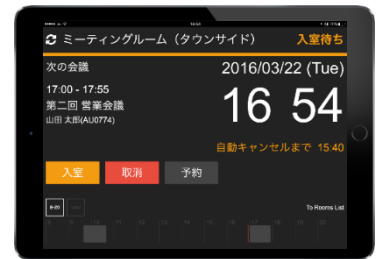 ミーティングルーム（タウンサイド） 入室待ち
次の会議 2016/03/22 (Tue)
17:00 - 17:55
第二回 営業会議
山田 太郎(AU0774)
16 54
自動キャンセルまで 15:40
入室 取消 予約
8-20 To Rooms List